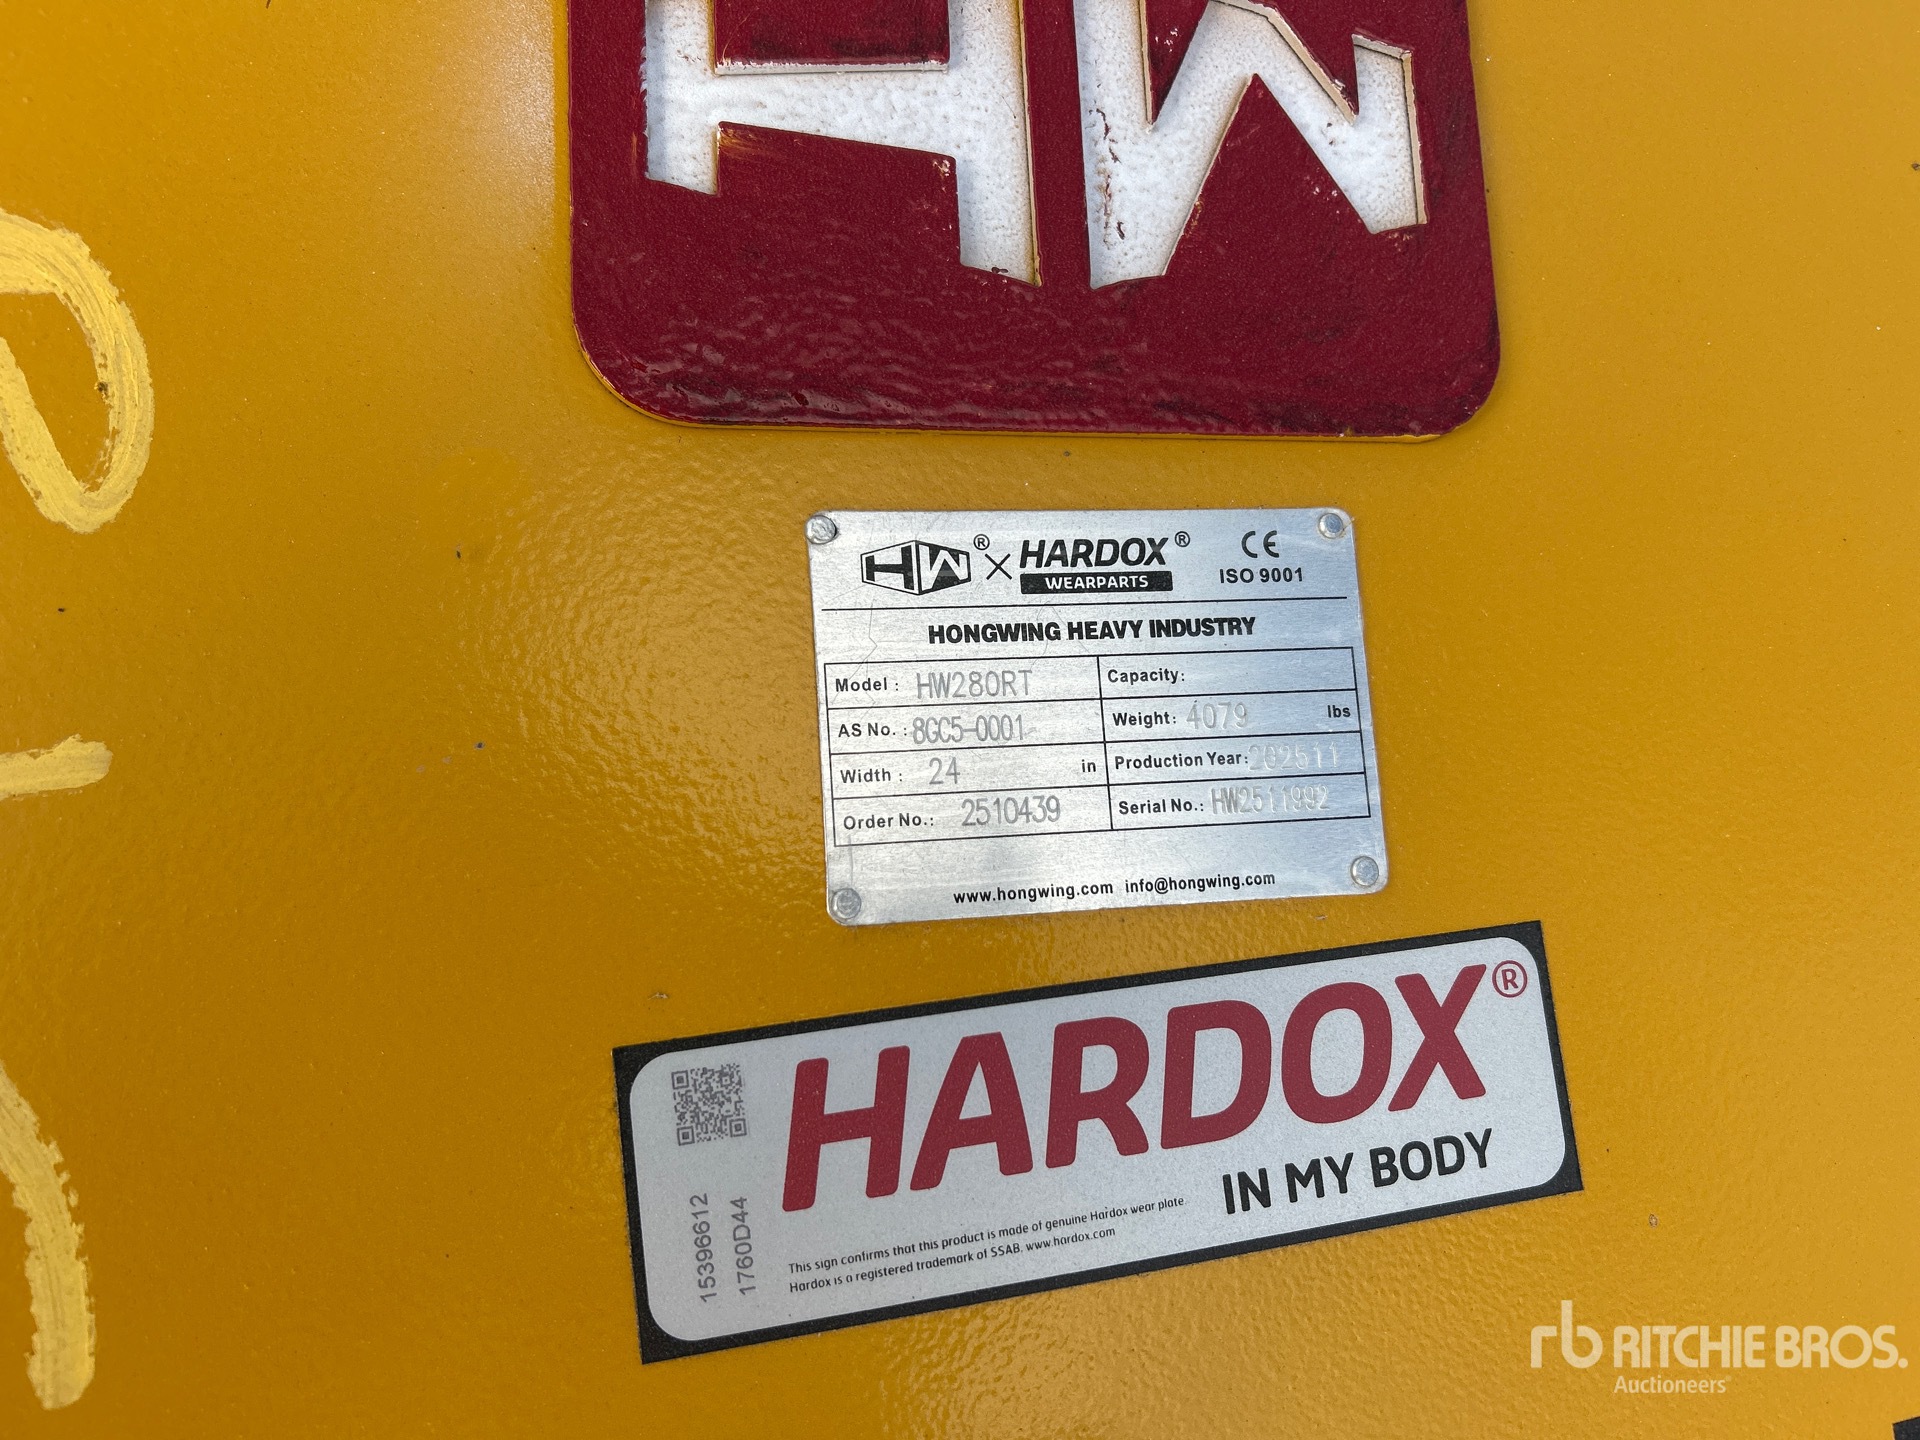 HW
HW® × HARDOX® CE
WEARPARTS ISO 9001
HONGWING HEAVY INDUSTRY
Model : HW280RT Capacity:
AS No. : 8GC5-0001 Weight: 4079 lbs
Width : 24 in Production Year: 202511
Order No.: 2510439 Serial No.: HW2511992
www.hongwing.com info@hongwing.com
HARDOX®
IN MY BODY
15396612
1760D44
This sign confirms that this product is made of genuine Hardox wear plate.
Hardox is a registered trademark of SSAB. www.hardox.com
rb RITCHIE BROS.
Auctioneers